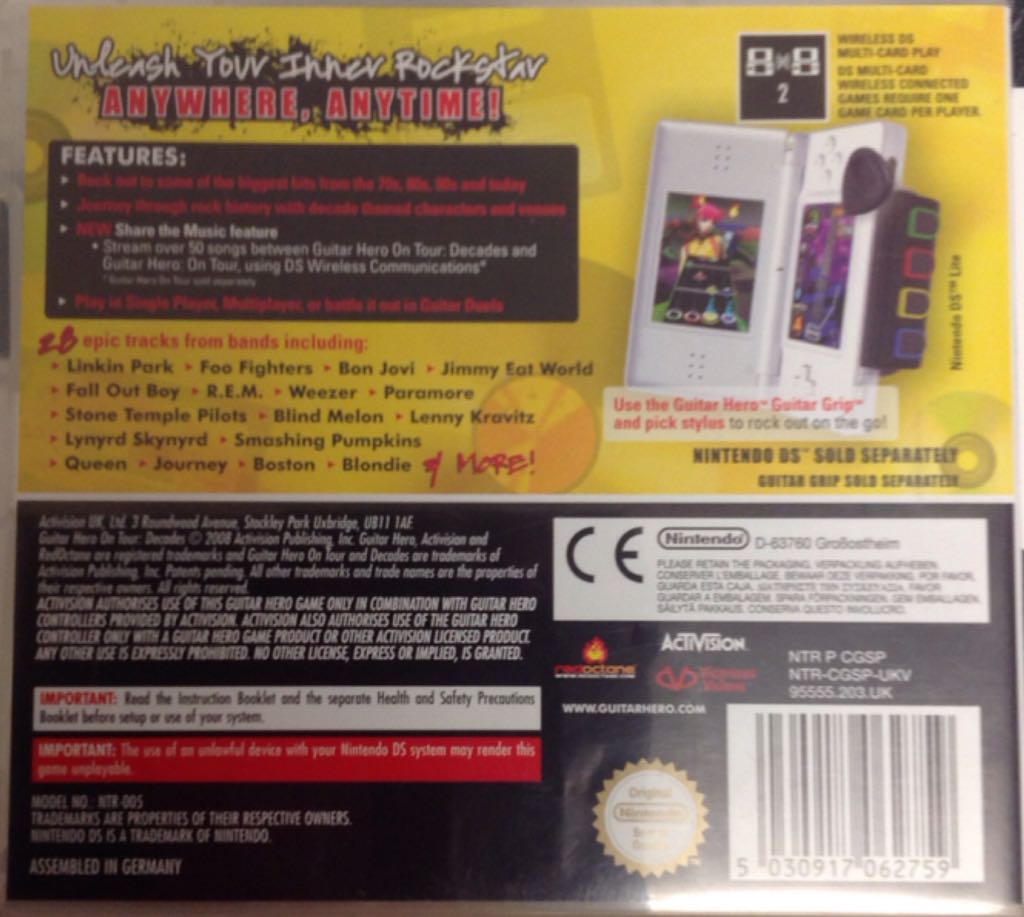 Unleash Your Inner Rockstar
ANYWHERE, ANYTIME!
8 8
2
WIRELESS DS
MULTI-CARD PLAY
DS MULTI-CARD
WIRELESS CONNECTED
GAMES REQUIRE ONE
GAME CARD PER PLAYER.
FEATURES:
▸ Rock out to some of the biggest hits from the 70s, 80s, 90s and today
▸ Journey through rock history with decade themed characters and venues
▸ NEW Share the Music feature
• Stream over 50 songs between Guitar Hero On Tour: Decades and
Guitar Hero: On Tour, using DS Wireless Communications*
* Guitar Hero On Tour sold separately
▸ Play in Single Player, Multiplayer, or battle it out in Guitar Duels
28 epic tracks from bands including:
▸ Linkin Park ▸ Foo Fighters ▸ Bon Jovi ▸ Jimmy Eat World
▸ Fall Out Boy ▸ R.E.M. ▸ Weezer ▸ Paramore
▸ Stone Temple Pilots ▸ Blind Melon ▸ Lenny Kravitz
▸ Lynyrd Skynyrd ▸ Smashing Pumpkins
▸ Queen ▸ Journey ▸ Boston ▸ Blondie & MORE!
Nintendo DS™ Lite
Use the Guitar Hero™ Guitar Grip™
and pick stylus to rock out on the go!
NINTENDO DS™ SOLD SEPARATELY
GUITAR GRIP SOLD SEPARATELY
Activision UK, Ltd. 3 Roundwood Avenue, Stockley Park Uxbridge, UB11 1AF.
Guitar Hero On Tour: Decades © 2008 Activision Publishing, Inc. Guitar Hero, Activision and
RedOctane are registered trademarks and Guitar Hero On Tour and Decades are trademarks of
Activision Publishing, Inc. Patents pending. All other trademarks and trade names are the properties of
their respective owners. All rights reserved.
ACTIVISION AUTHORISES USE OF THIS GUITAR HERO GAME ONLY IN COMBINATION WITH GUITAR HERO
CONTROLLERS PROVIDED BY ACTIVISION. ACTIVISION ALSO AUTHORISES USE OF THE GUITAR HERO
CONTROLLER ONLY WITH A GUITAR HERO GAME PRODUCT OR OTHER ACTIVISION LICENSED PRODUCT.
ANY OTHER USE IS EXPRESSLY PROHIBITED. NO OTHER LICENSE, EXPRESS OR IMPLIED, IS GRANTED.
IMPORTANT: Read the Instruction Booklet and the separate Health and Safety Precautions
Booklet before setup or use of your system.
IMPORTANT: The use of an unlawful device with your Nintendo DS system may render this
game unplayable.
MODEL NO.: NTR-005
TRADEMARKS ARE PROPERTIES OF THEIR RESPECTIVE OWNERS.
NINTENDO DS IS A TRADEMARK OF NINTENDO.
ASSEMBLED IN GERMANY
CE Nintendo D-63760 Großostheim
PLEASE RETAIN THE PACKAGING. VERPACKUNG AUFHEBEN.
CONSERVER L'EMBALLAGE. BEWAAR DEZE VERPAKKING. POR FAVOR,
GUARDA ESTA CAJA. FAVOR
GUARDAR A EMBALAGEM. SPARA FÖRPACKNINGEN. GEM EMBALLAGEN.
SÄILYTÄ PAKKAUS. CONSERVA QUESTO INVOLUCRO.
redoctane
ACTIVISION
Vicarious Visions
WWW.GUITARHERO.COM
NTR P CGSP
NTR-CGSP-UKV
95555.203.UK
Original
Nintendo
Seal of
Quality
5 030917 062759